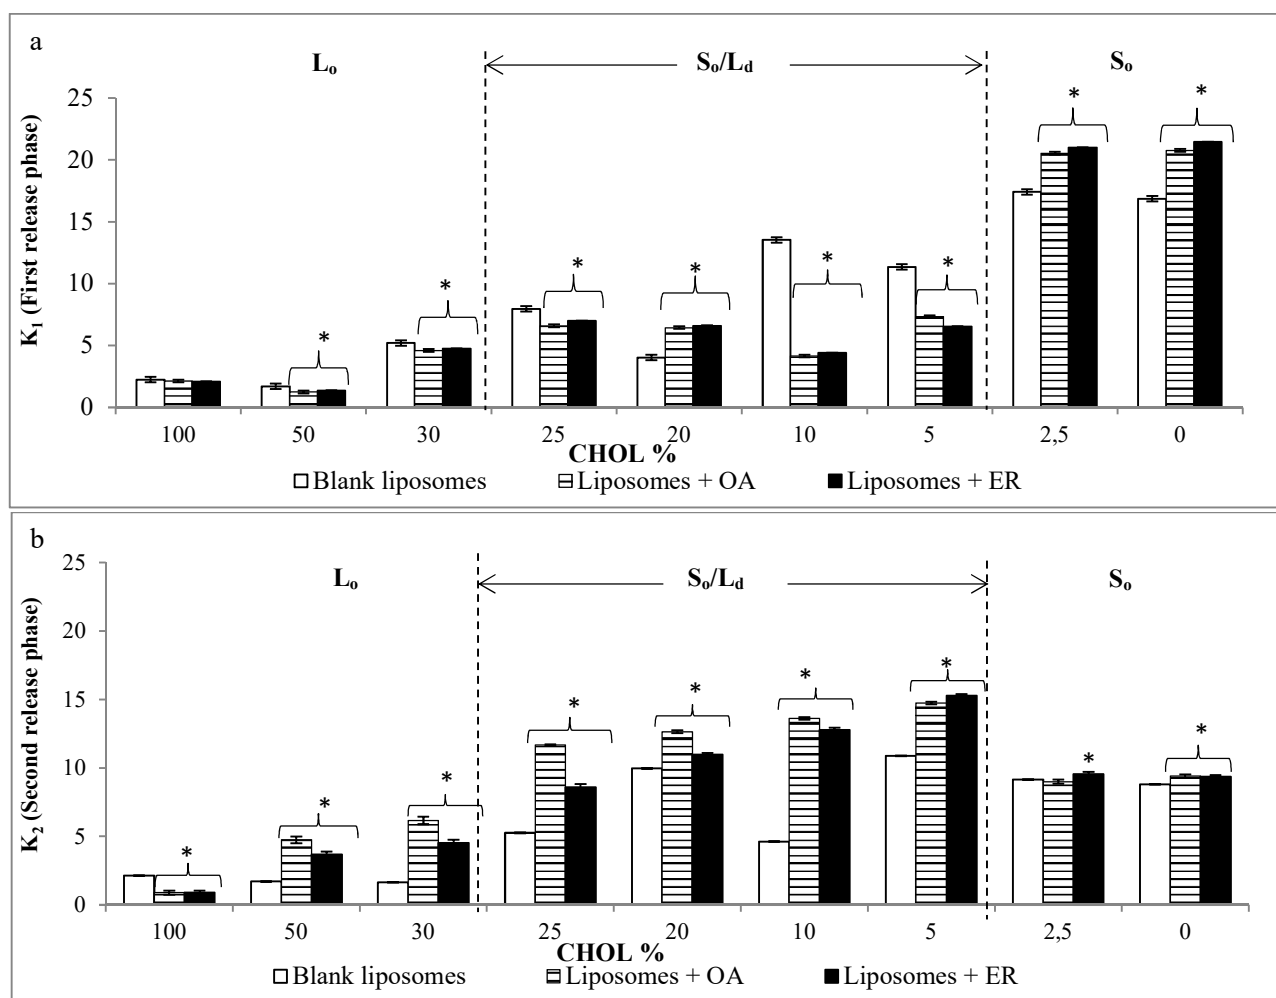 a
Lₒ Sₒ/L_d Sₒ
K₁ (First release phase)
25
20
15
10
5
0
* * * * * * * *
100 50 30 25 20 10 5 2,5 0
CHOL %
Blank liposomes Liposomes + OA Liposomes + ER
b
Lₒ Sₒ/L_d Sₒ
K₂ (Second release phase)
25
20
15
10
5
0
* * * * * * * * *
100 50 30 25 20 10 5 2,5 0
CHOL %
Blank liposomes Liposomes + OA Liposomes + ER